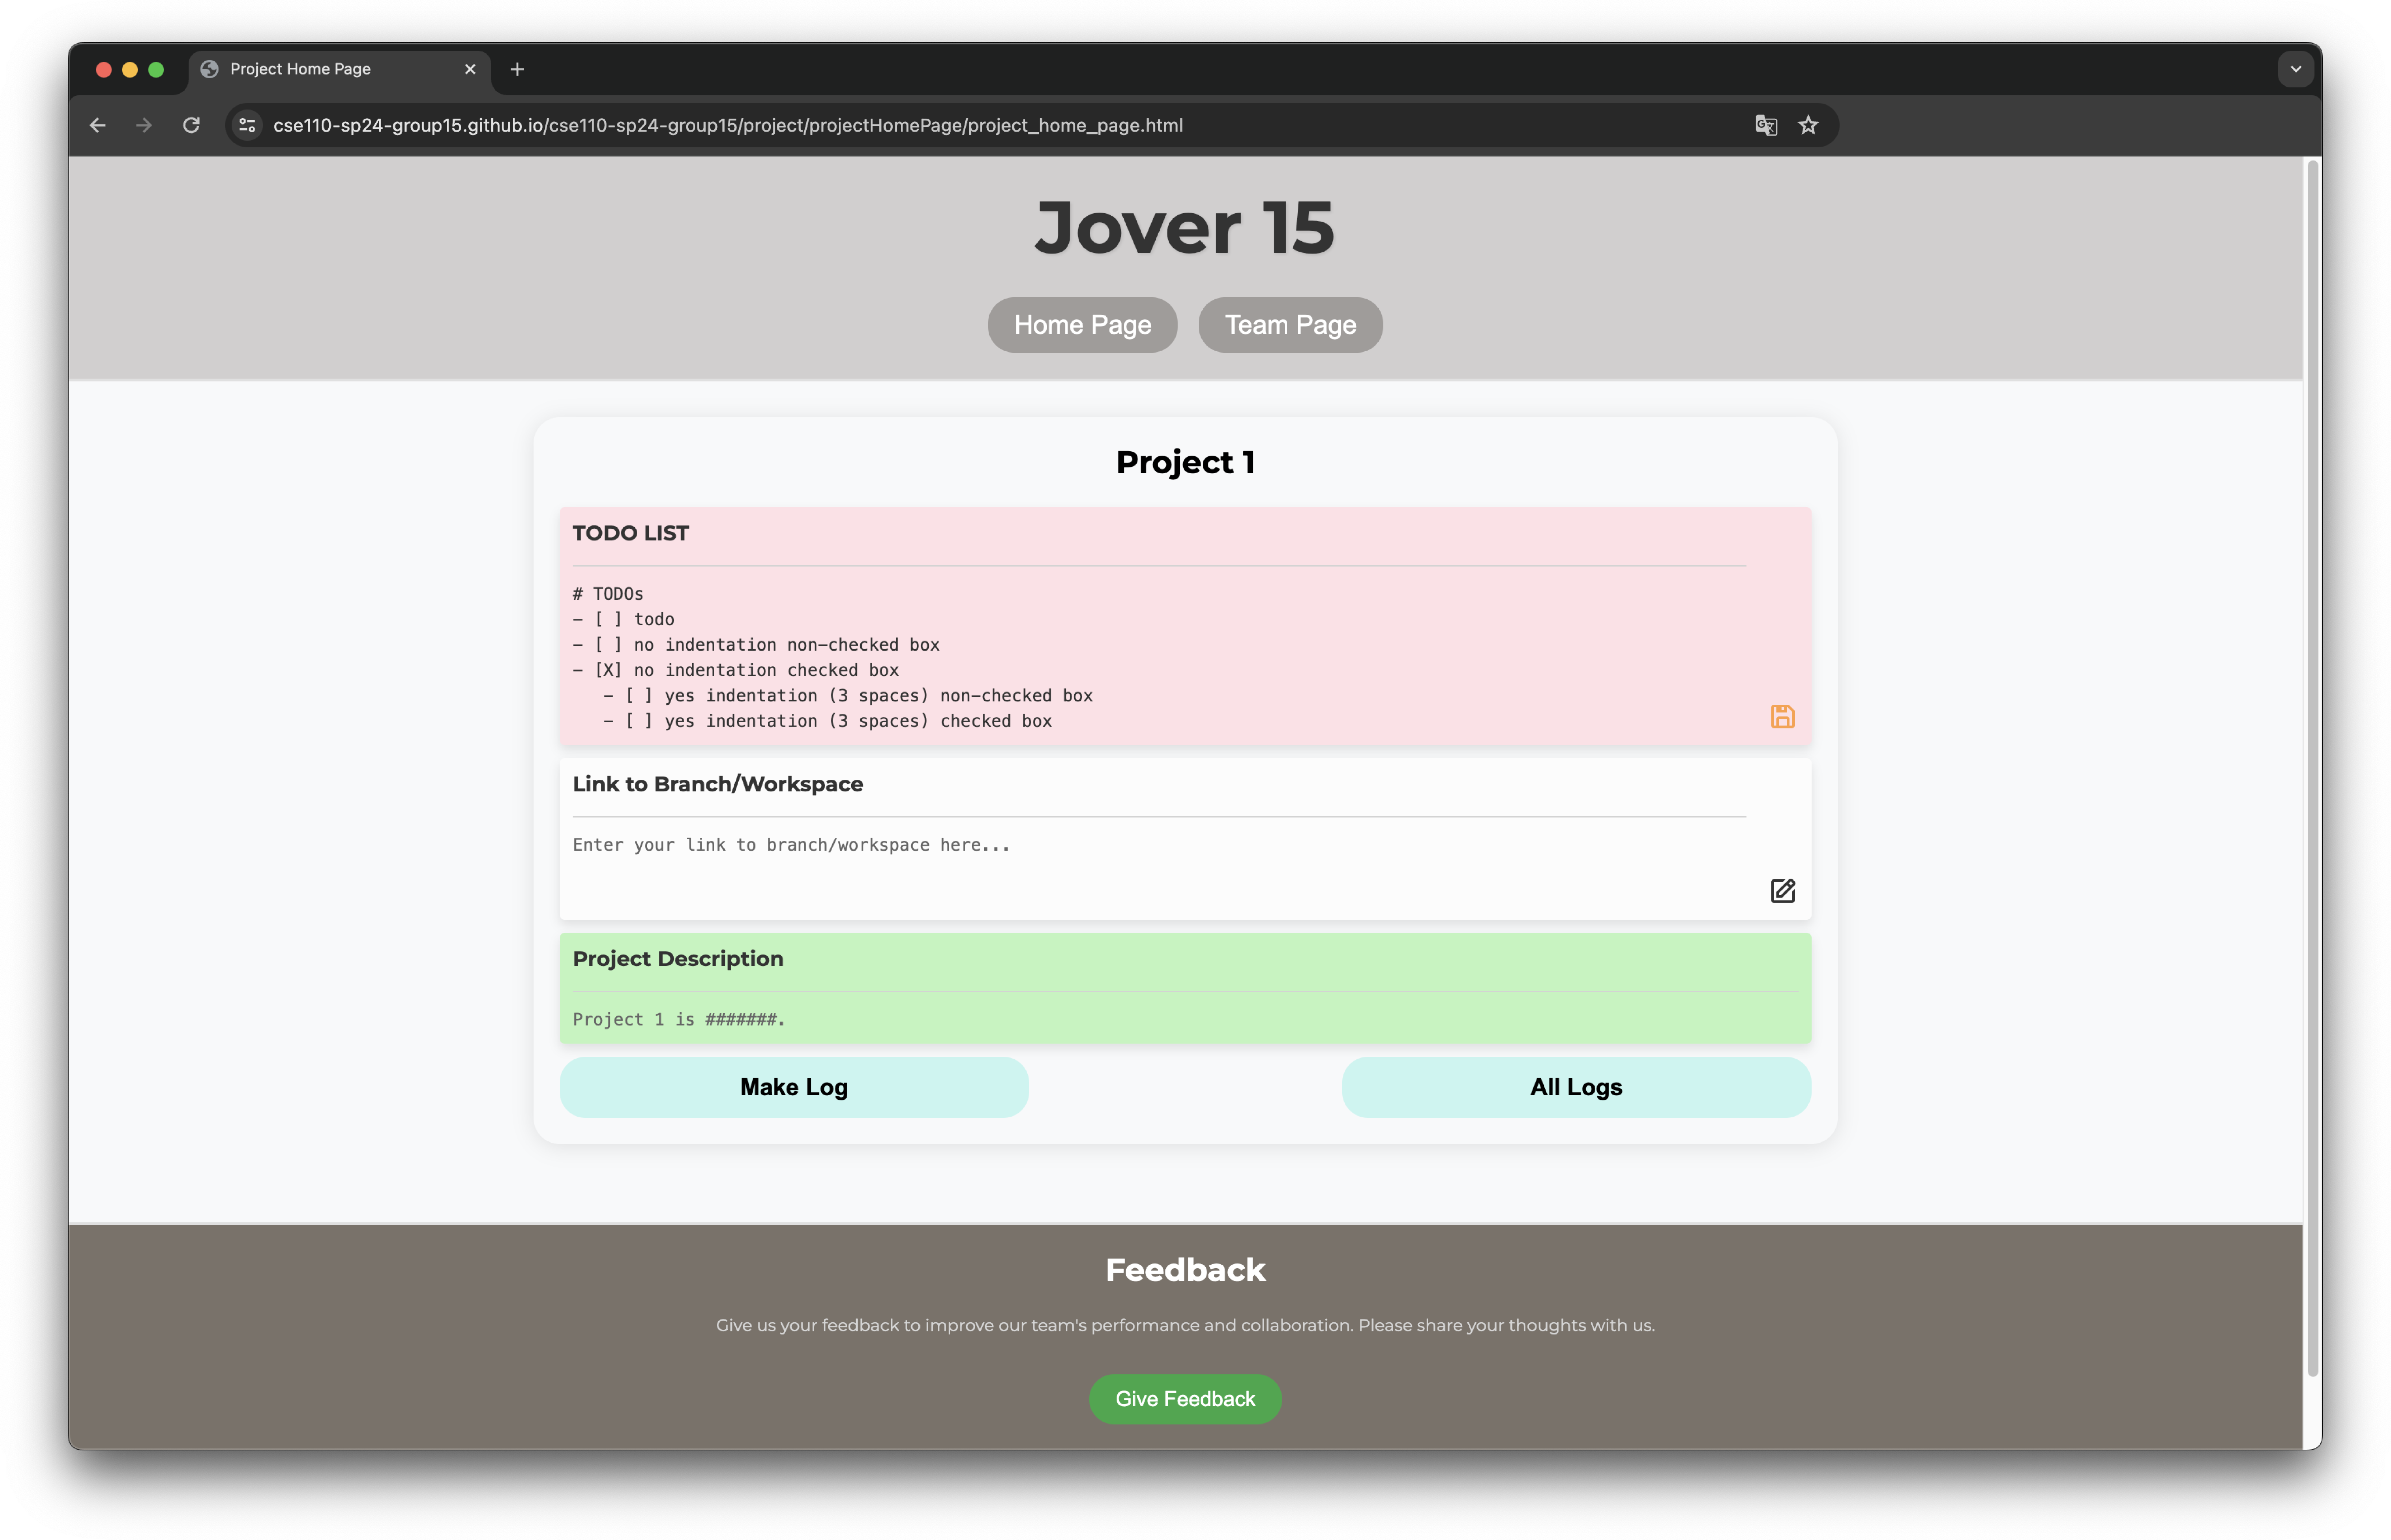 Project Home Page
cse110-sp24-group15.github.io/cse110-sp24-group15/project/projectHomePage/project_home_page.html
Jover 15
Home Page
Team Page
Project 1
TODO LIST
# TODOs
- [ ] todo
- [ ] no indentation non-checked box
- [X] no indentation checked box
   - [ ] yes indentation (3 spaces) non-checked box
   - [ ] yes indentation (3 spaces) checked box
Link to Branch/Workspace
Enter your link to branch/workspace here...
Project Description
Project 1 is #######.
Make Log
All Logs
Feedback
Give us your feedback to improve our team's performance and collaboration. Please share your thoughts with us.
Give Feedback